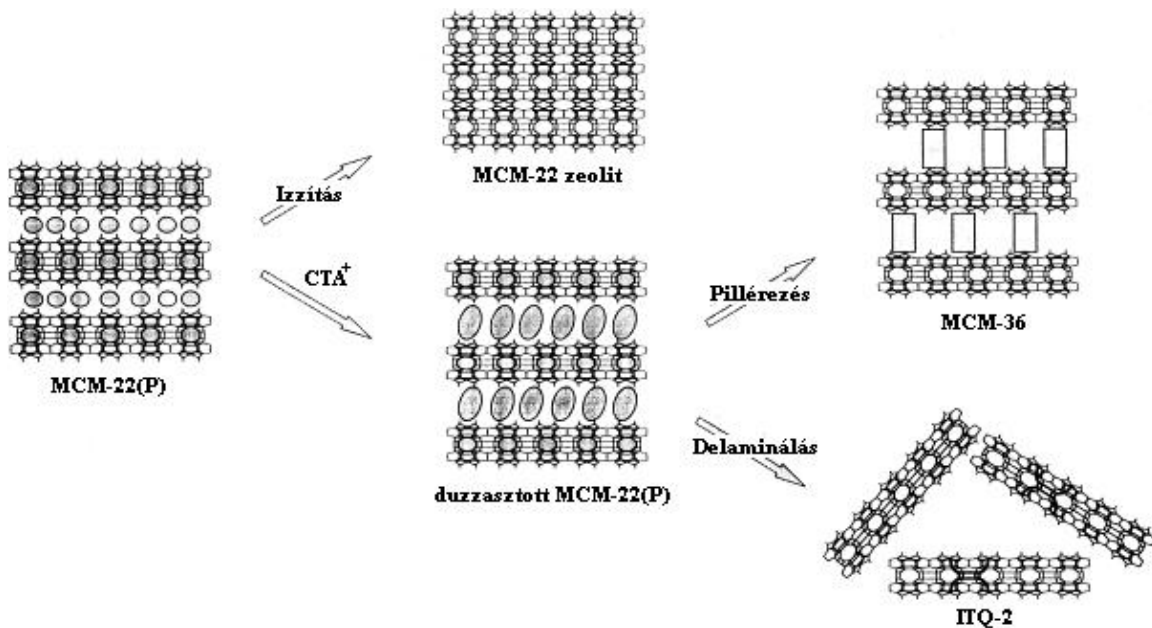 MCM-22 zeolit
Izzítás
MCM-22(P)
CTA+
Pillérezés
MCM-36
duzzasztott MCM-22(P)
Delaminálás
ITQ-2